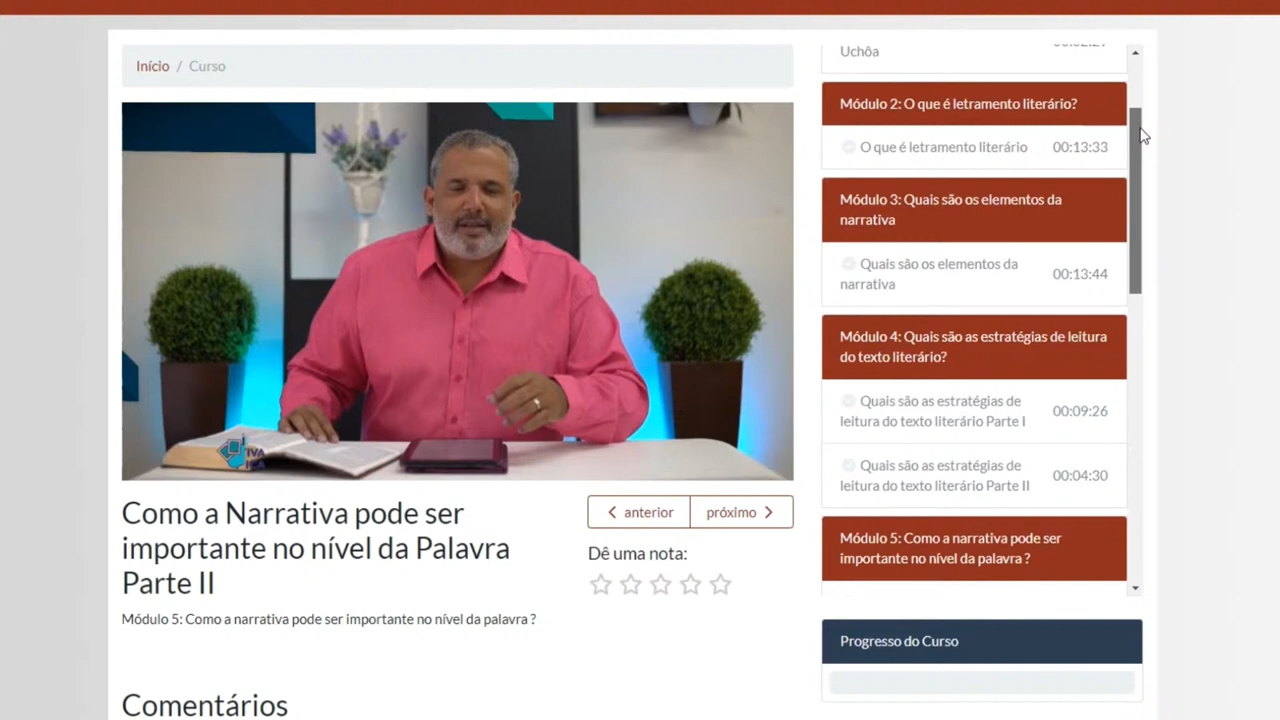 Início / Curso
Como a Narrativa pode ser
importante no nível da Palavra
Parte II
Módulo 5: Como a narrativa pode ser importante no nível da palavra ?
anterior
próximo
Dê uma nota:
Comentários
Uchôa
Módulo 2: O que é letramento literário?
O que é letramento literário 00:13:33
Módulo 3: Quais são os elementos da
narrativa
Quais são os elementos da
narrativa 00:13:44
Módulo 4: Quais são as estratégias de leitura
do texto literário?
Quais são as estratégias de
leitura do texto literário Parte I 00:09:26
Quais são as estratégias de
leitura do texto literário Parte II 00:04:30
Módulo 5: Como a narrativa pode ser
importante no nível da palavra ?
Progresso do Curso